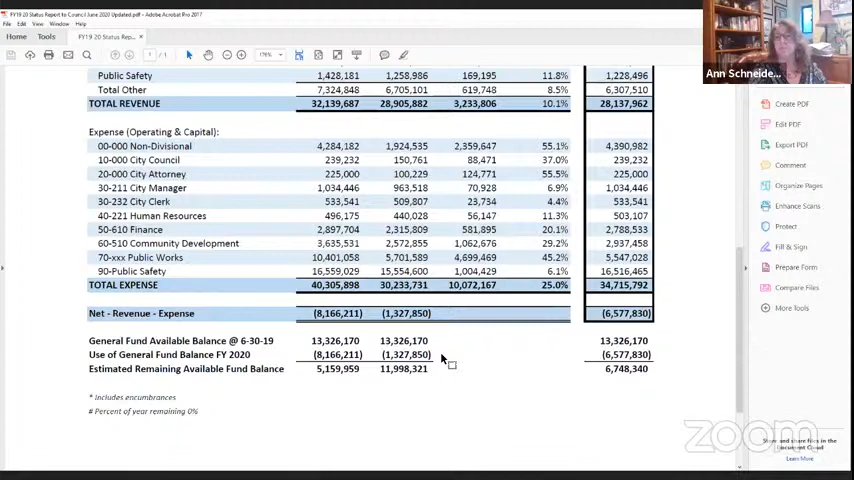 FY19 20 Status Report to Council June 2020 Updated.pdf - Adobe Acrobat Pro 2017
File Edit View Window Help
Home Tools FY19 20 Status Rep... ×
1 / 1 176%
Ann Schneide...
Public Safety 1,428,181 1,258,986 169,195 11.8% 1,228,496
Total Other 7,324,848 6,705,101 619,748 8.5% 6,307,510
TOTAL REVENUE 32,139,687 28,905,882 3,233,806 10.1% 28,137,962
Expense (Operating & Capital):
00-000 Non-Divisional 4,284,182 1,924,535 2,359,647 55.1% 4,390,982
10-000 City Council 239,232 150,761 88,471 37.0% 239,232
20-000 City Attorney 225,000 100,229 124,771 55.5% 225,000
30-211 City Manager 1,034,446 963,518 70,928 6.9% 1,034,446
30-232 City Clerk 533,541 509,807 23,734 4.4% 533,541
40-221 Human Resources 496,175 440,028 56,147 11.3% 503,107
50-610 Finance 2,897,704 2,315,809 581,895 20.1% 2,788,533
60-510 Community Development 3,635,531 2,572,855 1,062,676 29.2% 2,937,458
70-xxx Public Works 10,401,058 5,701,589 4,699,469 45.2% 5,547,028
90-Public Safety 16,559,029 15,554,600 1,004,429 6.1% 16,516,465
TOTAL EXPENSE 40,305,898 30,233,731 10,072,167 25.0% 34,715,792
Net - Revenue - Expense (8,166,211) (1,327,850) (6,577,830)
General Fund Available Balance @ 6-30-19 13,326,170 13,326,170 13,326,170
Use of General Fund Balance FY 2020 (8,166,211) (1,327,850) (6,577,830)
Estimated Remaining Available Fund Balance 5,159,959 11,998,321 6,748,340
* Includes encumbrances
# Percent of year remaining 0%
Create PDF
Edit PDF
Export PDF
Comment
Organize Pages
Enhance Scans
Protect
Fill & Sign
Prepare Form
Compare Files
More Tools
zoom
Store and share files in the
Document Cloud
Learn More